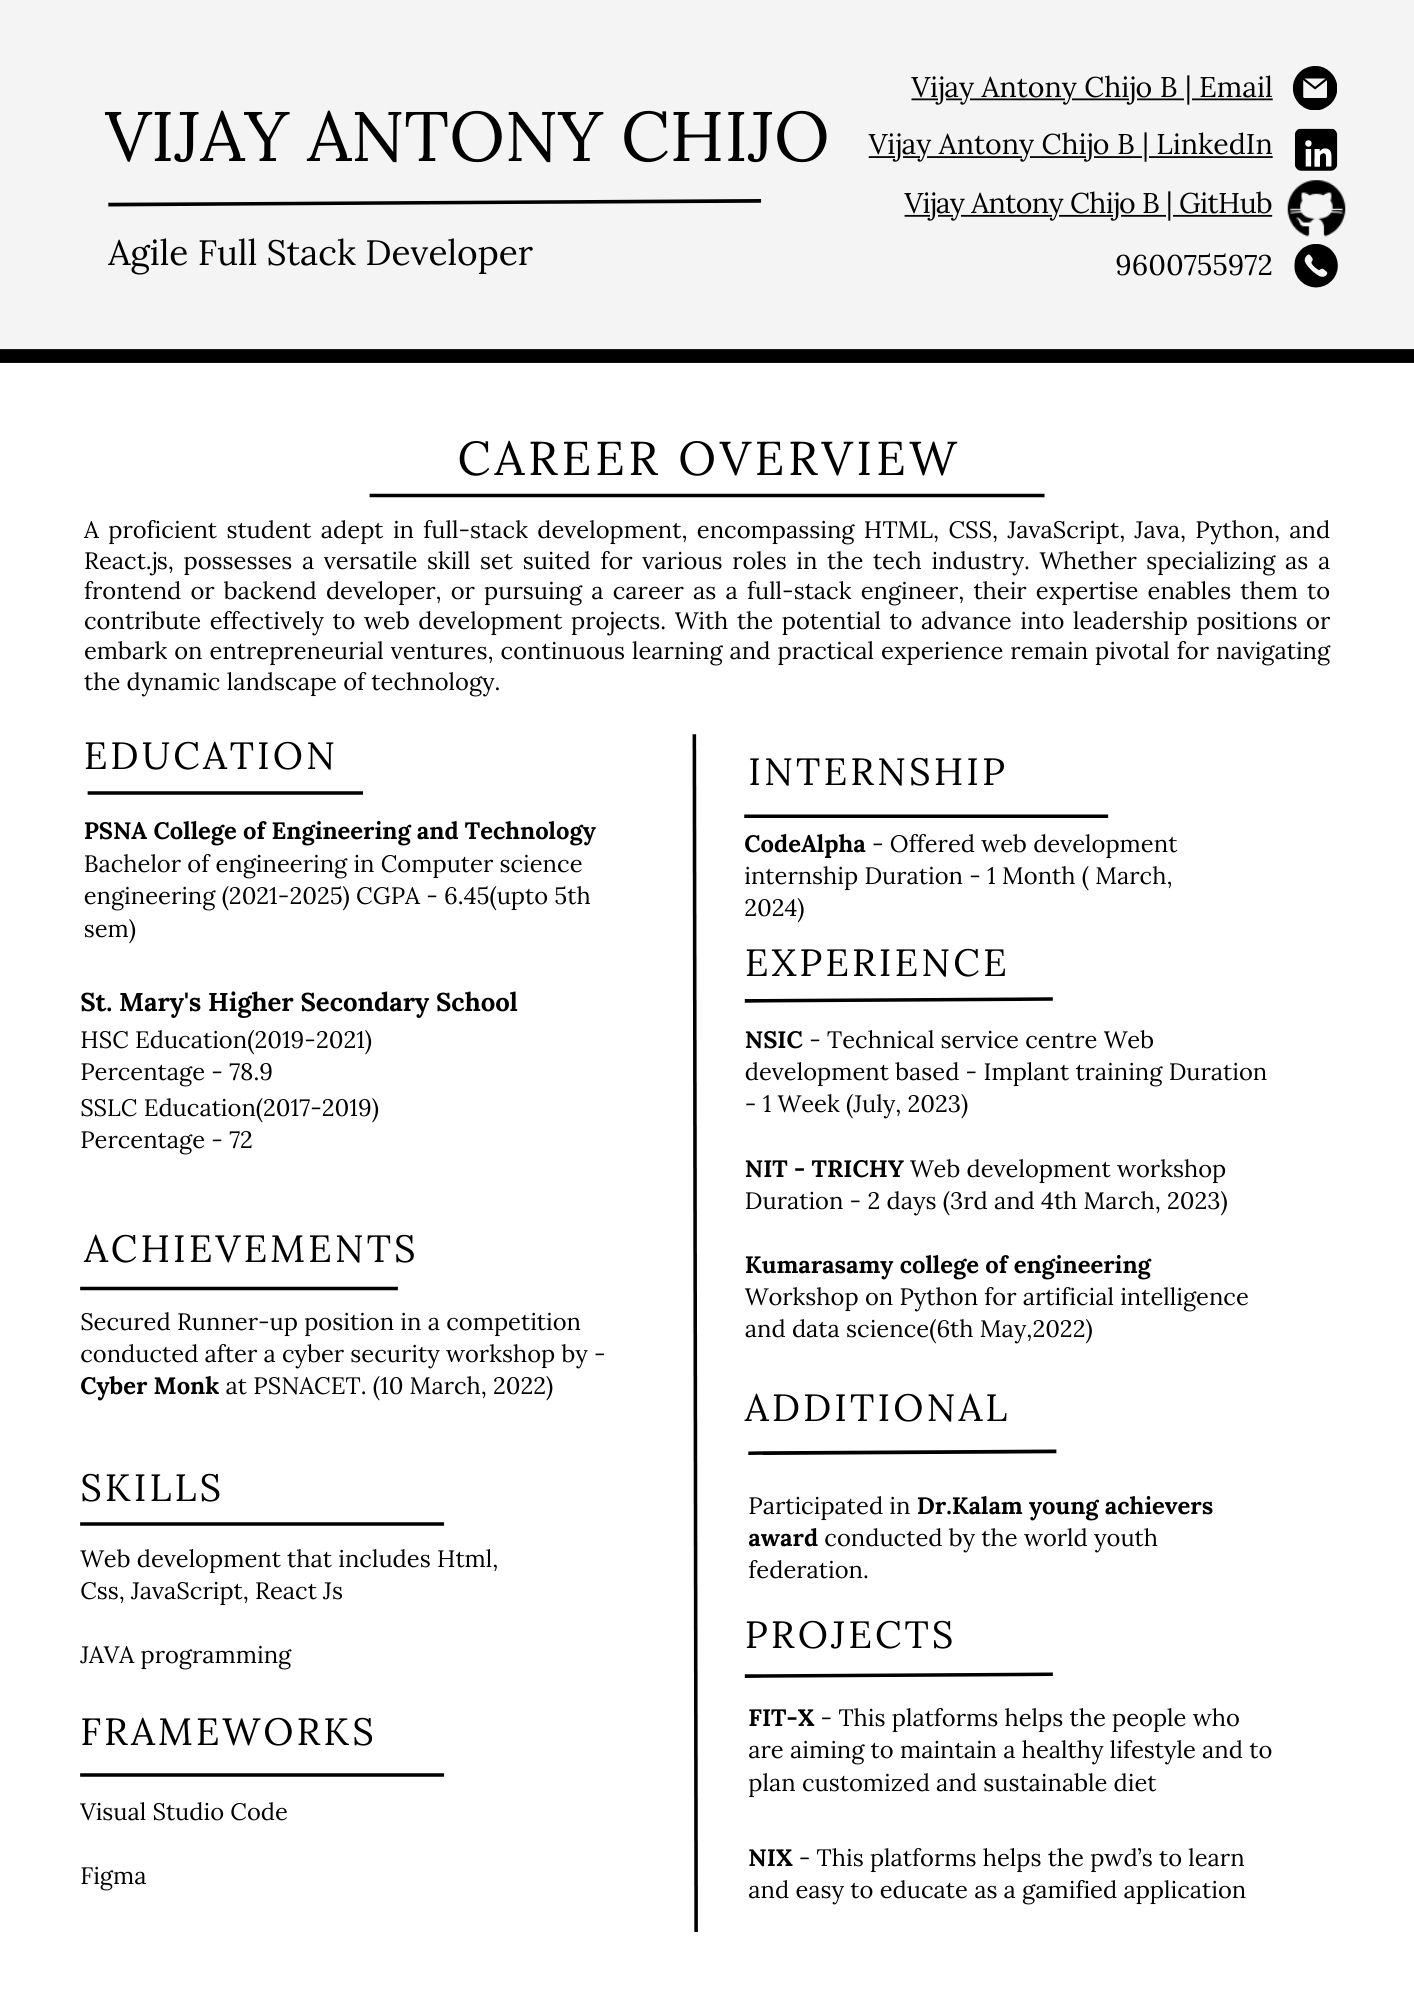 VIJAY ANTONY CHIJO
Agile Full Stack Developer
Vijay Antony Chijo B | Email
Vijay Antony Chijo B | LinkedIn
Vijay Antony Chijo B | GitHub
9600755972
CAREER OVERVIEW
A proficient student adept in full-stack development, encompassing HTML, CSS, JavaScript, Java, Python, and
React.js, possesses a versatile skill set suited for various roles in the tech industry. Whether specializing as a
frontend or backend developer, or pursuing a career as a full-stack engineer, their expertise enables them to
contribute effectively to web development projects. With the potential to advance into leadership positions or
embark on entrepreneurial ventures, continuous learning and practical experience remain pivotal for navigating
the dynamic landscape of technology.
EDUCATION
PSNA College of Engineering and Technology
Bachelor of engineering in Computer science
engineering (2021-2025) CGPA - 6.45(upto 5th
sem)
St. Mary's Higher Secondary School
HSC Education(2019-2021)
Percentage - 78.9
SSLC Education(2017-2019)
Percentage - 72
ACHIEVEMENTS
Secured Runner-up position in a competition
conducted after a cyber security workshop by -
Cyber Monk at PSNACET. (10 March, 2022)
SKILLS
Web development that includes Html,
Css, JavaScript, React Js
JAVA programming
FRAMEWORKS
Visual Studio Code
Figma
INTERNSHIP
CodeAlpha - Offered web development
internship Duration - 1 Month ( March,
2024)
EXPERIENCE
NSIC - Technical service centre Web
development based - Implant training Duration
- 1 Week (July, 2023)
NIT - TRICHY Web development workshop
Duration - 2 days (3rd and 4th March, 2023)
Kumarasamy college of engineering
Workshop on Python for artificial intelligence
and data science(6th May,2022)
ADDITIONAL
Participated in Dr.Kalam young achievers
award conducted by the world youth
federation.
PROJECTS
FIT-X - This platforms helps the people who
are aiming to maintain a healthy lifestyle and to
plan customized and sustainable diet
NIX - This platforms helps the pwd’s to learn
and easy to educate as a gamified application